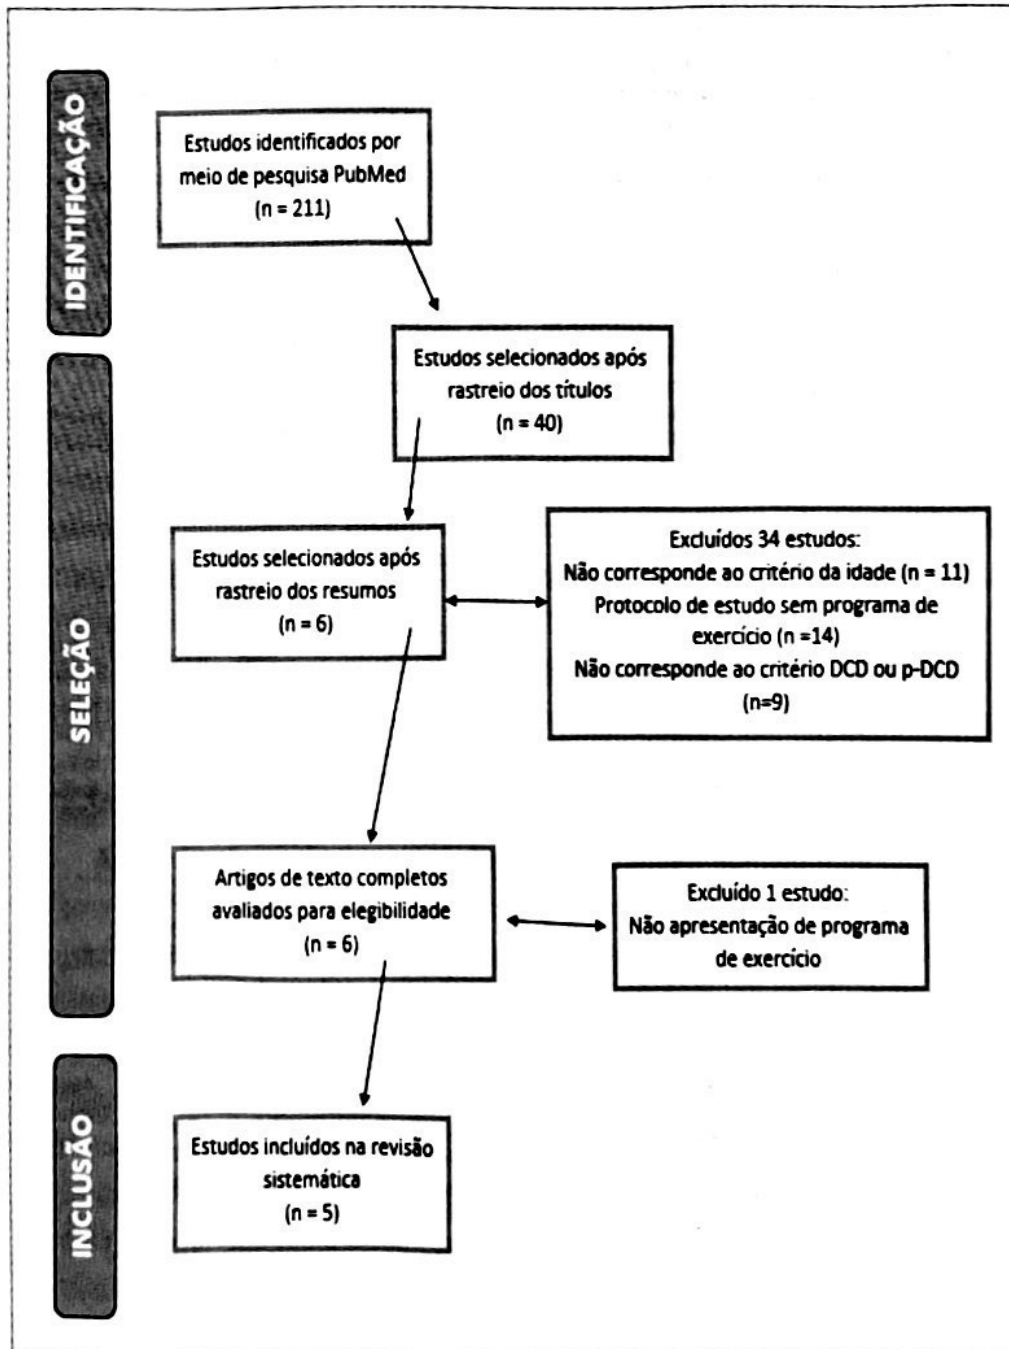 IDENTIFICAÇÃO
Estudos identificados por
meio de pesquisa PubMed
(n = 211)
SELEÇÃO
Estudos selecionados após
rastreio dos títulos
(n = 40)
Estudos selecionados após
rastreio dos resumos
(n = 6)
Excluídos 34 estudos:
Não corresponde ao critério da idade (n = 11)
Protocolo de estudo sem programa de
exercício (n =14)
Não corresponde ao critério DCD ou p-DCD
(n=9)
Artigos de texto completos
avaliados para elegibilidade
(n = 6)
Excluído 1 estudo:
Não apresentação de programa
de exercício
INCLUSÃO
Estudos incluídos na revisão
sistemática
(n = 5)